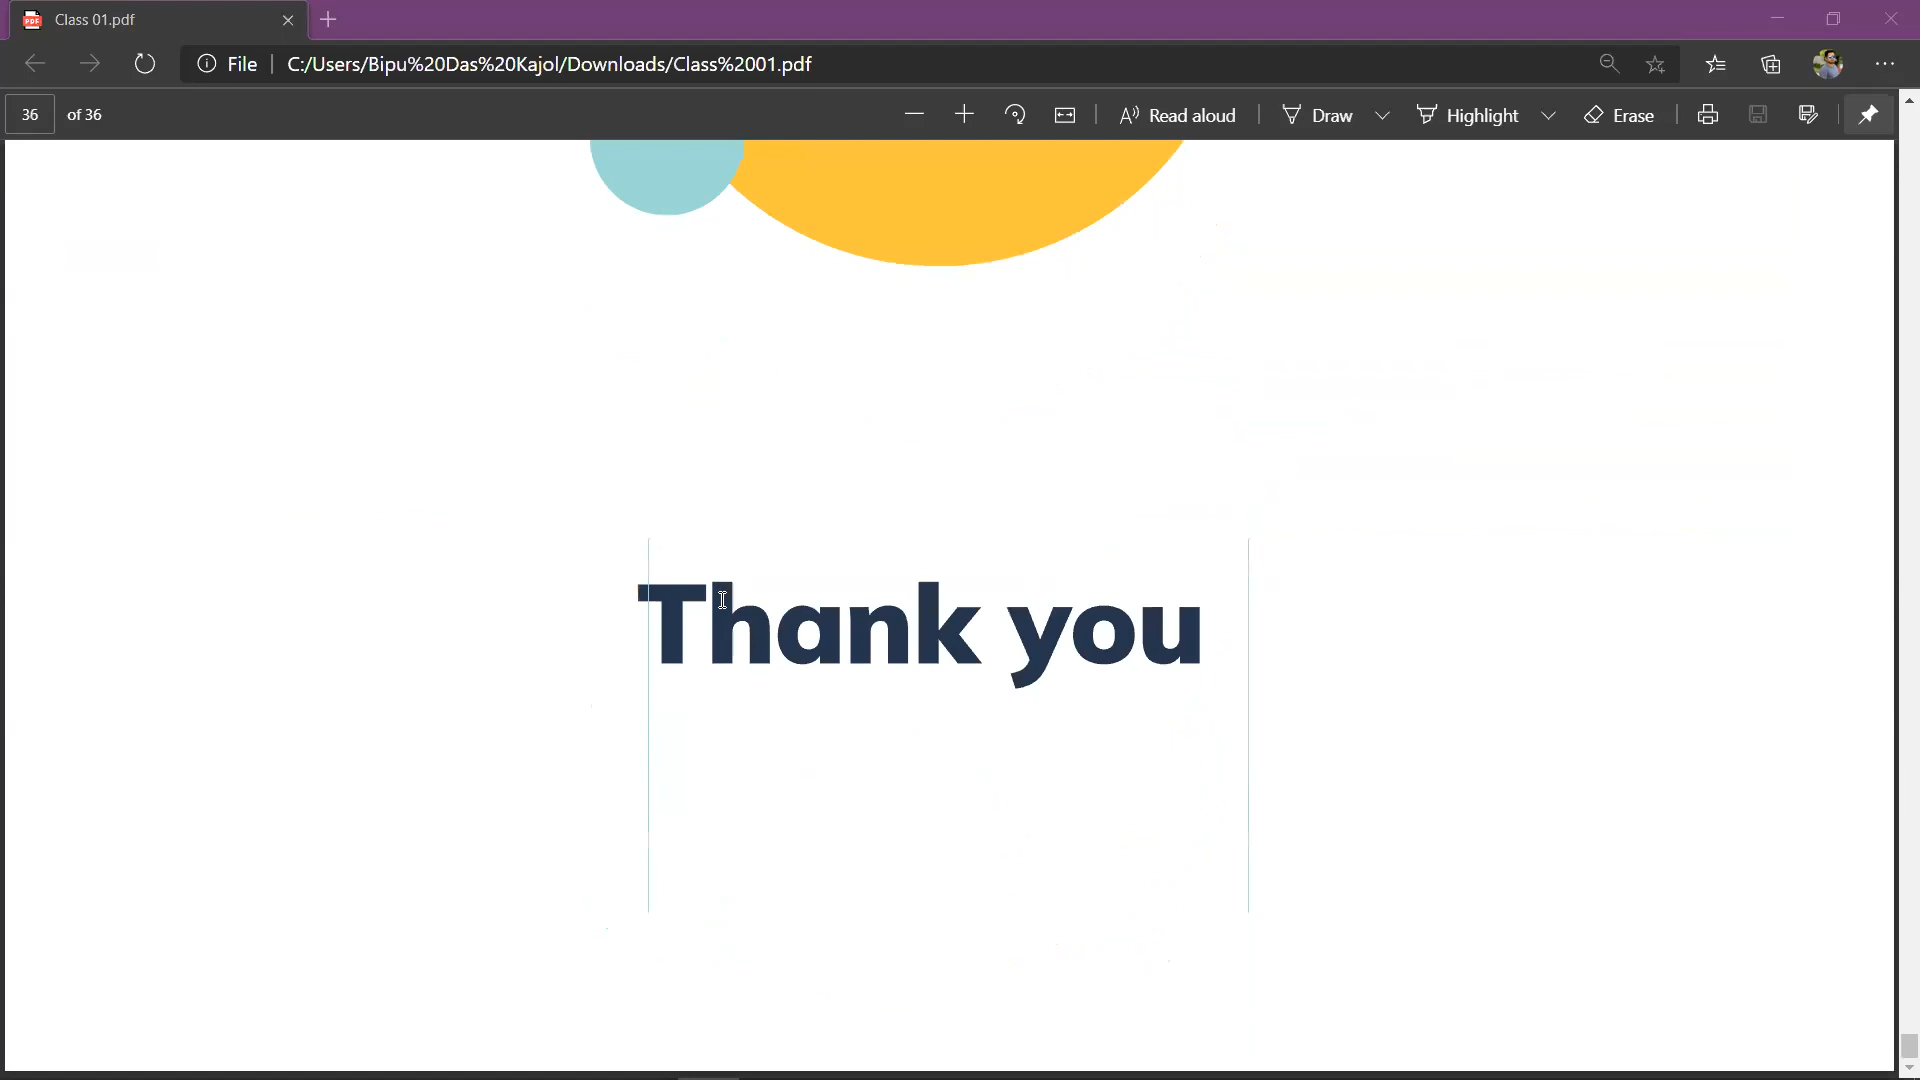 Class 01.pdf
File
C:/Users/Bipu%20Das%20Kajol/Downloads/Class%2001.pdf
36 of 36
Read aloud
Draw
Highlight
Erase
Thank you